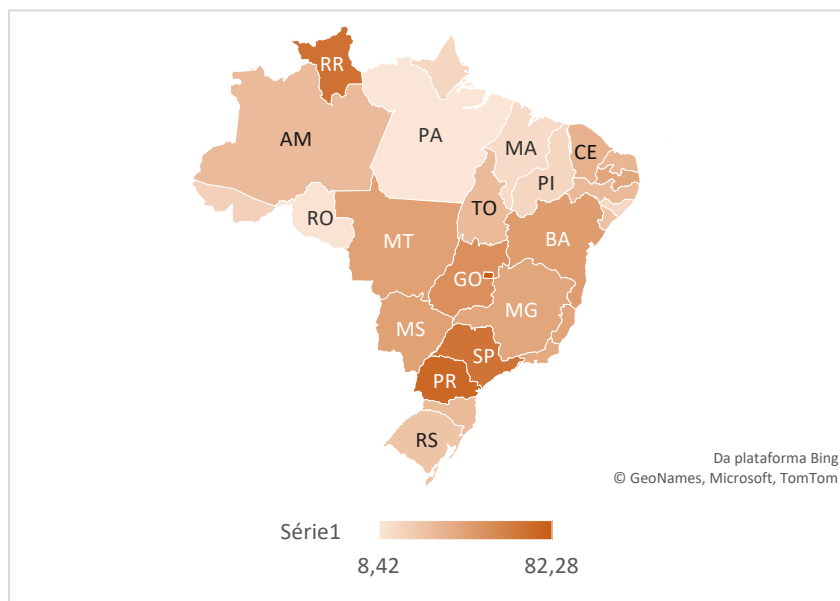 RR
AM
PA
MA
CE
PI
RO
TO
MT
BA
GO
MG
MS
SP
PR
RS
Da plataforma Bing
© GeoNames, Microsoft, TomTom
Série1
8,42 82,28